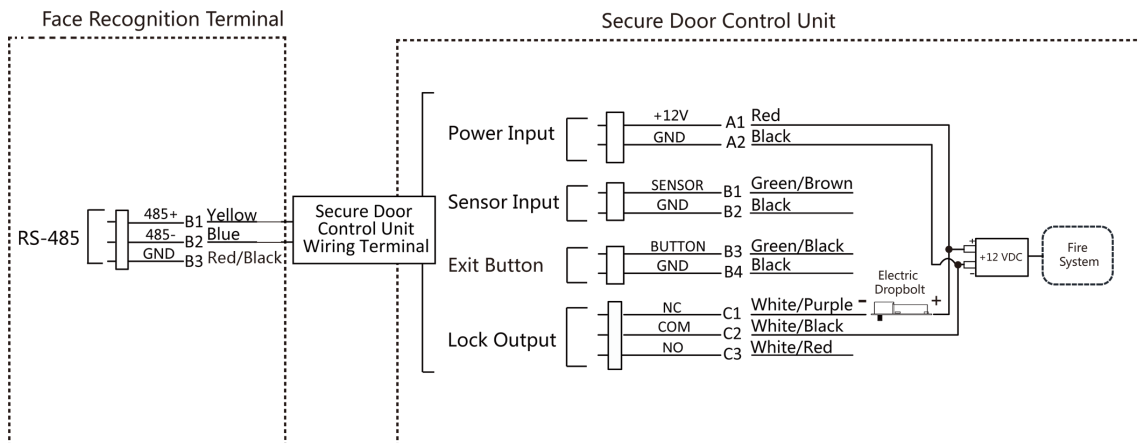 Face Recognition Terminal
Secure Door Control Unit
RS-485
485+ B1 Yellow
485- B2 Blue
GND B3 Red/Black
Secure Door
Control Unit
Wiring Terminal
Power Input
+12V A1 Red
GND A2 Black
Sensor Input
SENSOR B1 Green/Brown
GND B2 Black
Exit Button
BUTTON B3 Green/Black
GND B4 Black
Lock Output
NC C1 White/Purple
COM C2 White/Black
NO C3 White/Red
Electric
Dropbolt
- +
+
+12 VDC
-
Fire
System